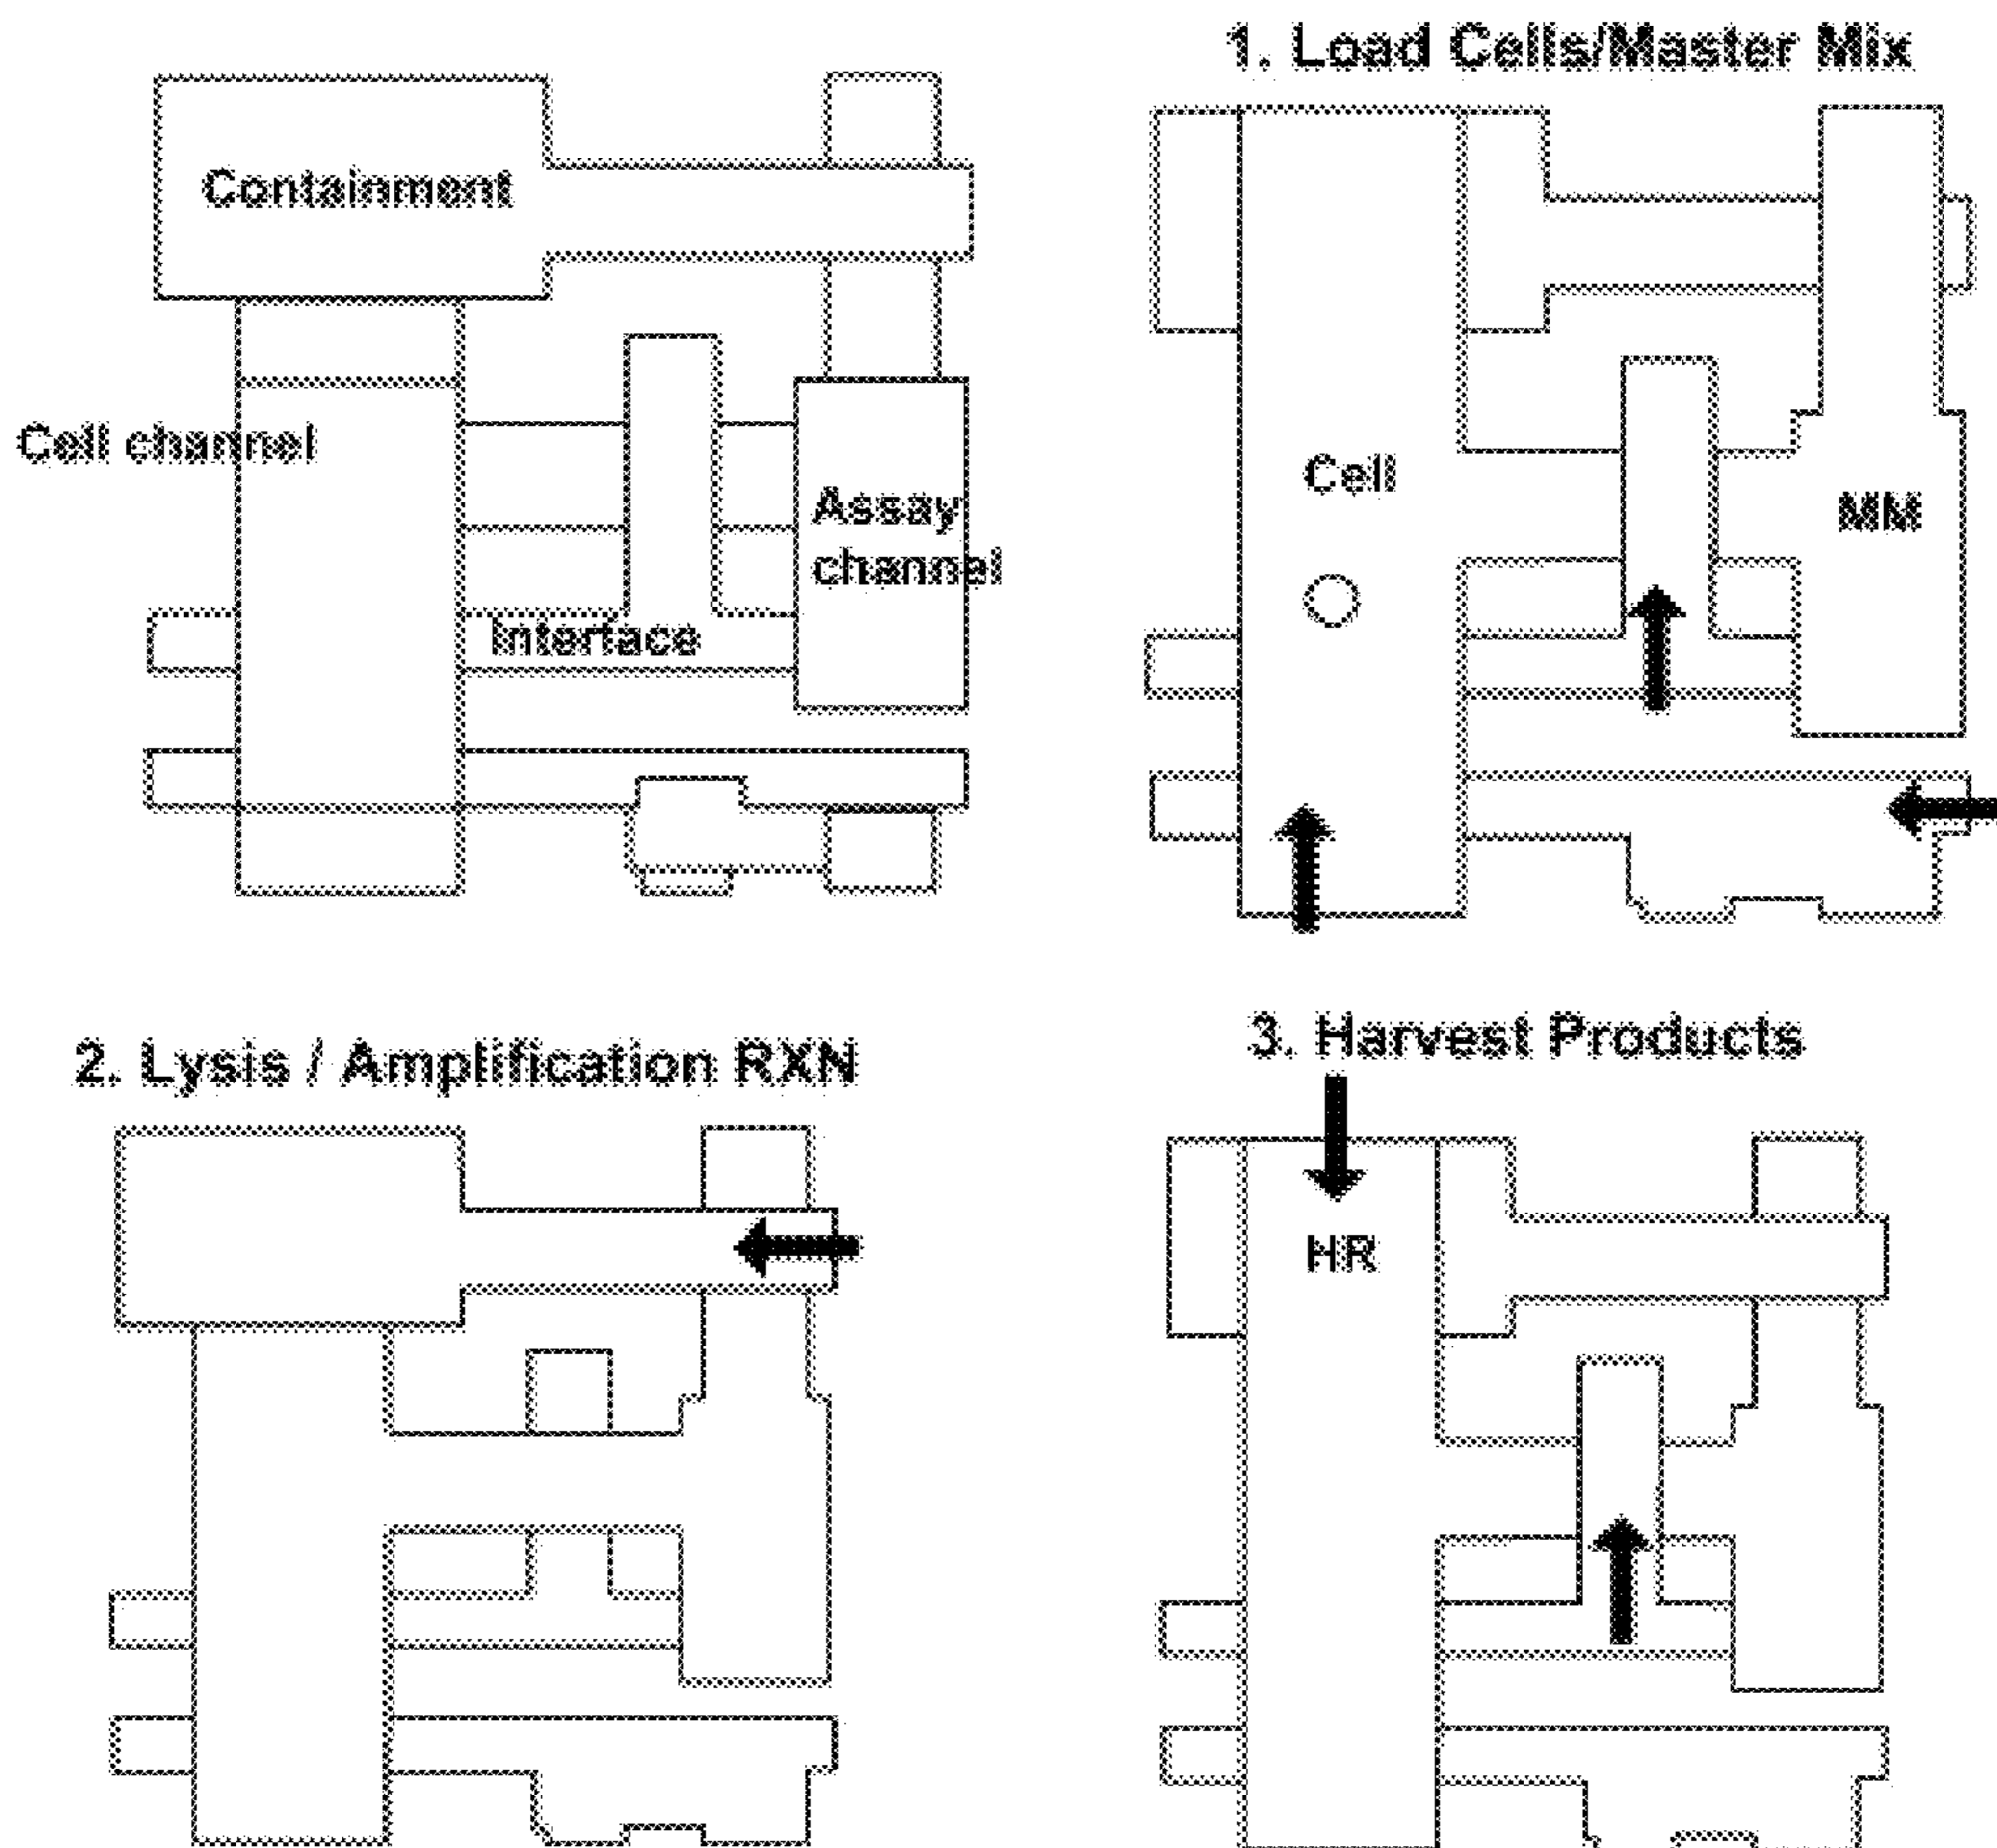 Containment
Cell channel
Assay
channel
Interface
1. Load Cells/Master Mix
Cell
MM
2. Lysis / Amplification RXN
3. Harvest Products
HR